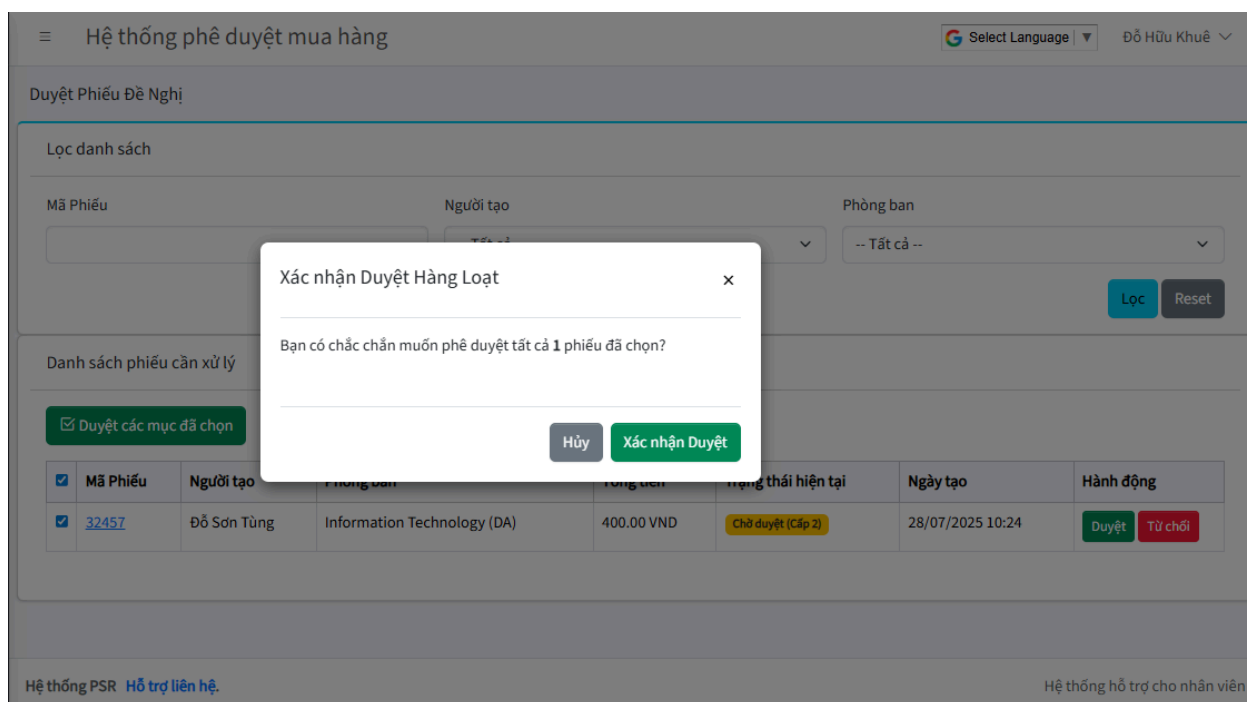 Hệ thống phê duyệt mua hàng
Select Language ▼
Đỗ Hữu Khuê
Duyệt Phiếu Đề Nghị
Lọc danh sách
Mã Phiếu Người tạo Phòng ban
-- Tất cả --
Lọc Reset
Xác nhận Duyệt Hàng Loạt ×
Bạn có chắc chắn muốn phê duyệt tất cả 1 phiếu đã chọn?
Hủy Xác nhận Duyệt
Danh sách phiếu cần xử lý
Duyệt các mục đã chọn
Mã Phiếu Người tạo Phòng ban Tổng tiền Trạng thái hiện tại Ngày tạo Hành động
32457 Đỗ Sơn Tùng Information Technology (DA) 400.00 VND Chờ duyệt (Cấp 2) 28/07/2025 10:24 Duyệt Từ chối
Hệ thống PSR Hỗ trợ liên hệ. Hệ thống hỗ trợ cho nhân viên